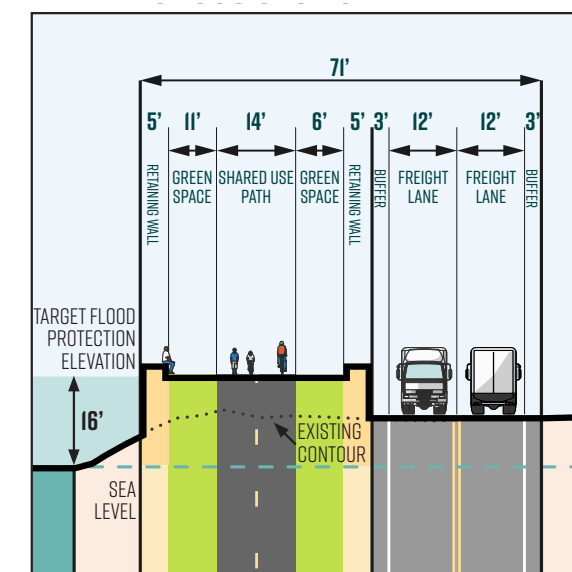 71'
5' 11' 14' 6' 5' 3' 12' 12' 3'
RETAINING WALL
GREEN
SPACE
SHARED USE
PATH
GREEN
SPACE
RETAINING WALL
BUFFER
FREIGHT
LANE
FREIGHT
LANE
BUFFER
TARGET FLOOD
PROTECTION
ELEVATION
16'
EXISTING
CONTOUR
SEA
LEVEL